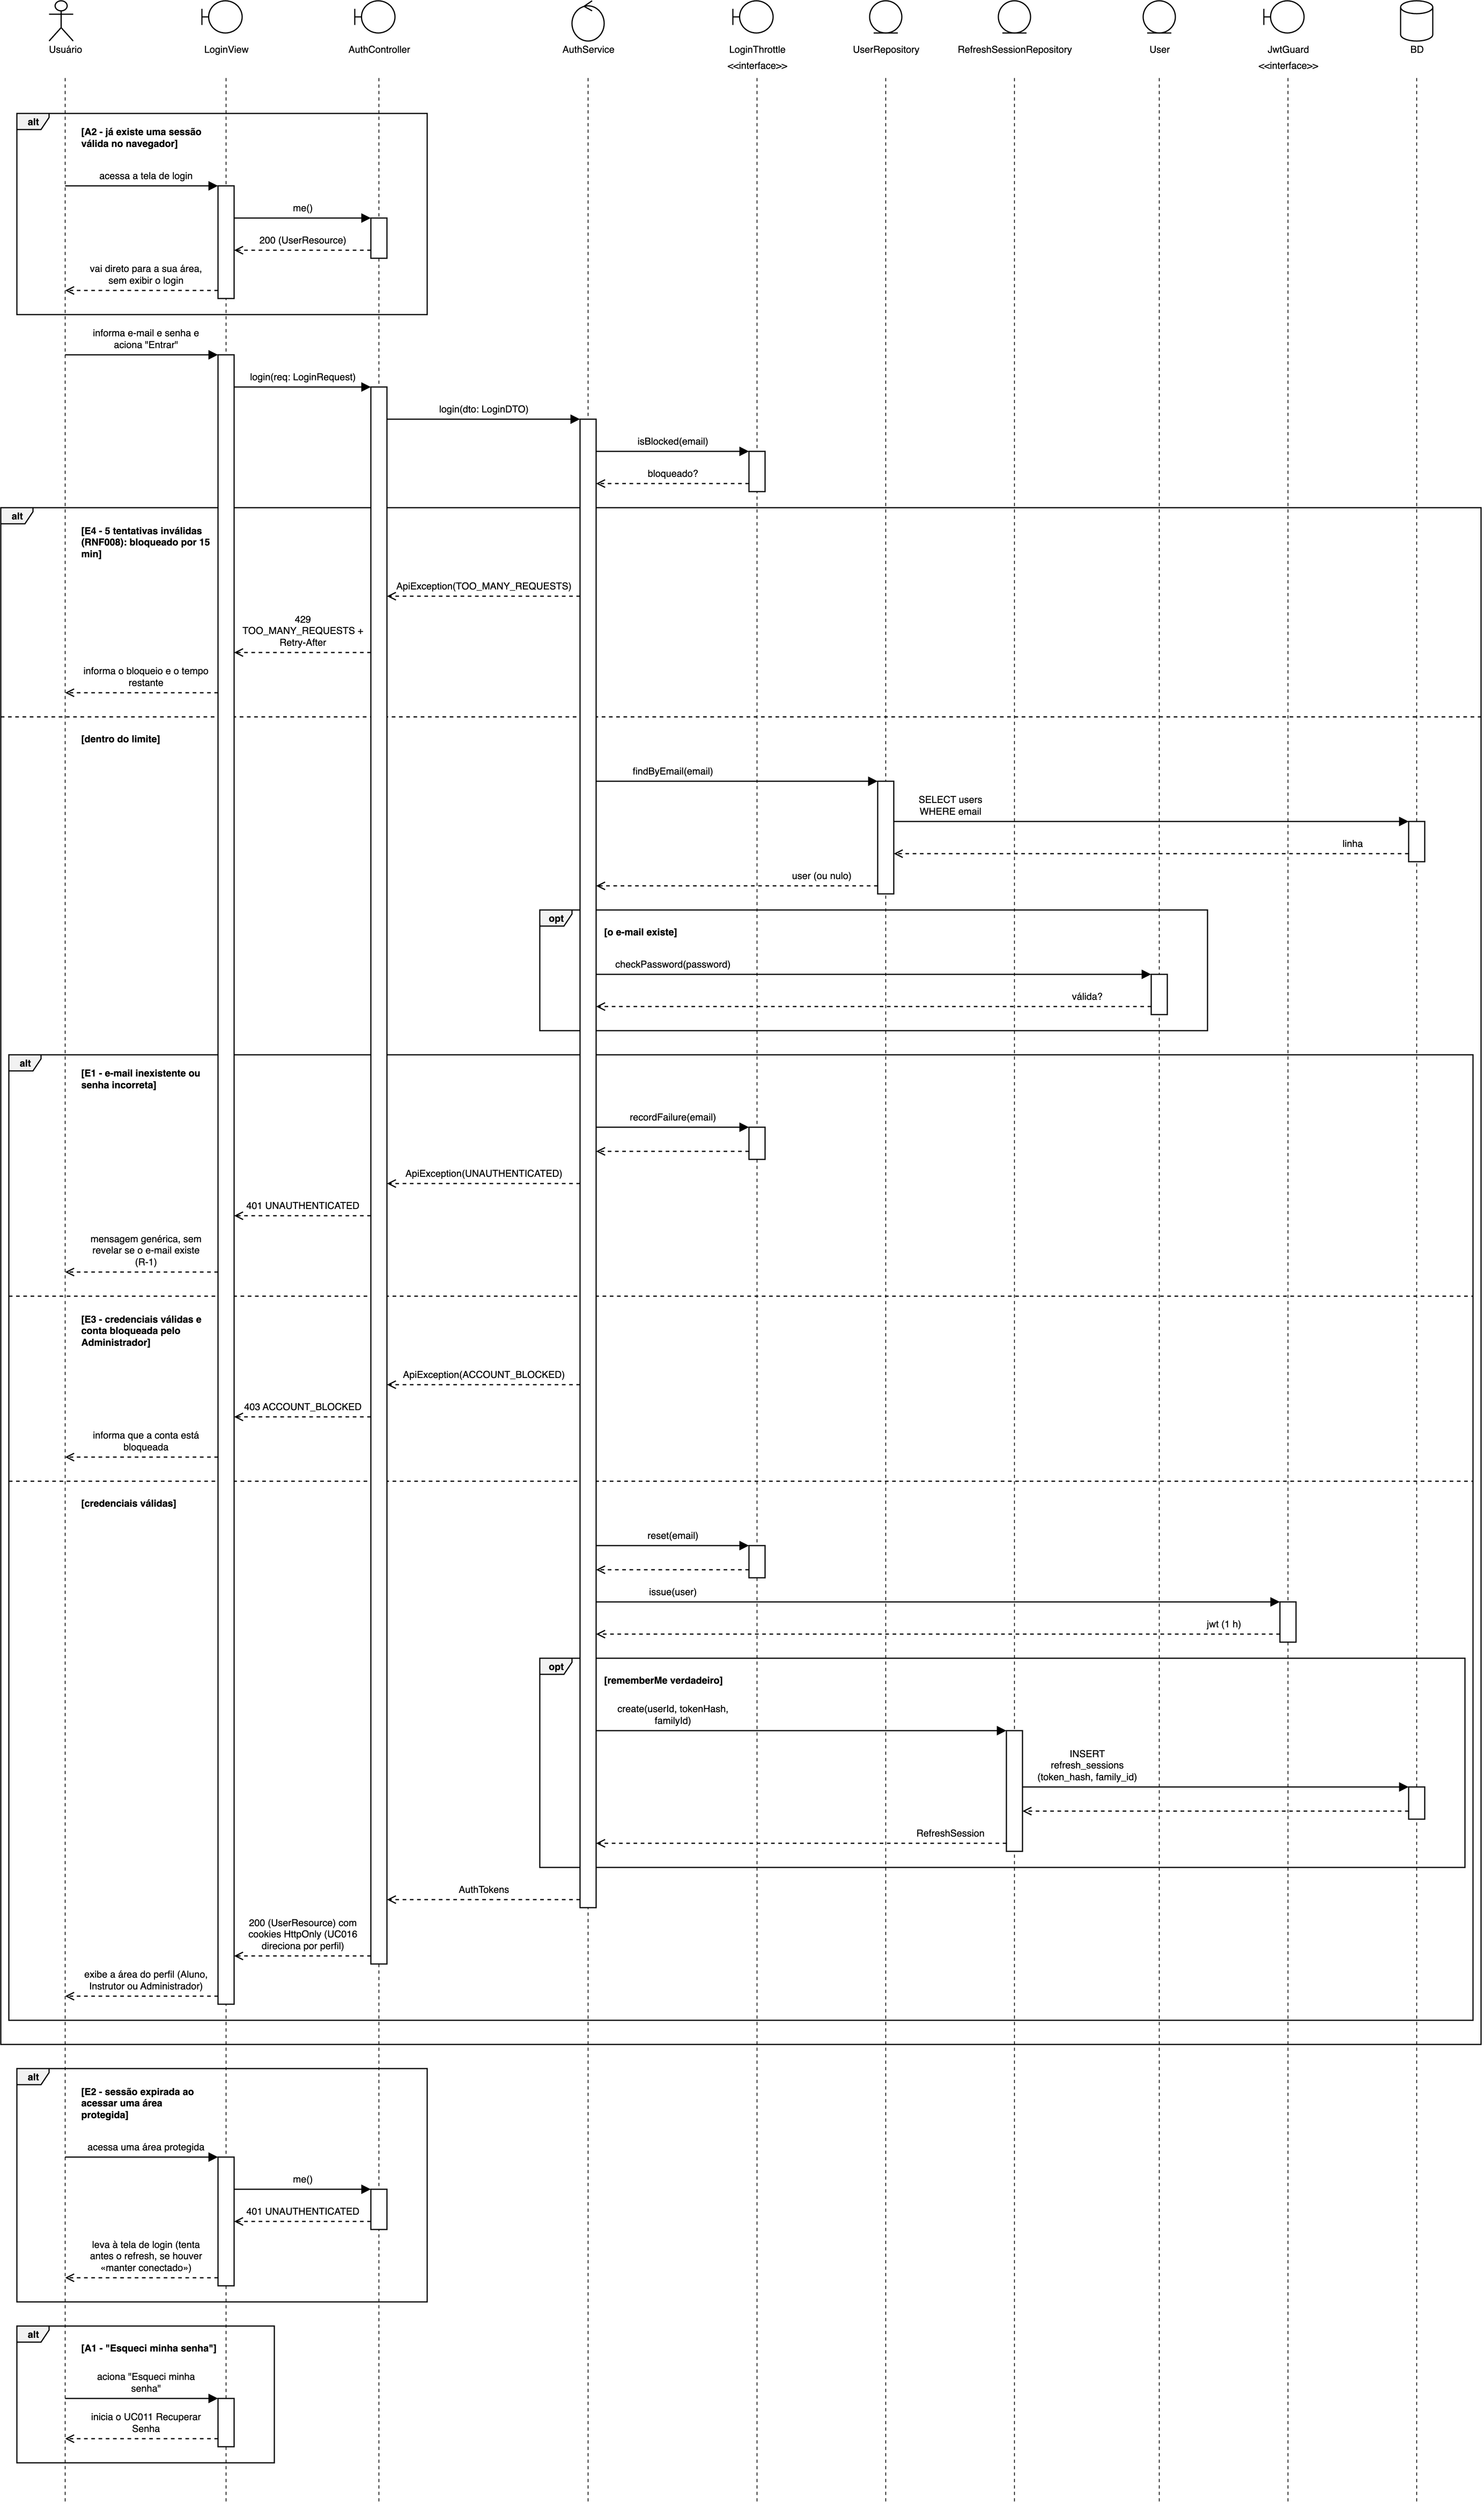 Usuário
LoginView
AuthController
AuthService
LoginThrottle
<<interface>>
UserRepository
RefreshSessionRepository
User
JwtGuard
<<interface>>
BD
alt
[A2 - já existe uma sessão
válida no navegador]
acessa a tela de login
me()
200 (UserResource)
vai direto para a sua área,
sem exibir o login
informa e-mail e senha e
aciona "Entrar"
login(req: LoginRequest)
login(dto: LoginDTO)
isBlocked(email)
bloqueado?
alt
[E4 - 5 tentativas inválidas
(RNF008): bloqueado por 15
min]
ApiException(TOO_MANY_REQUESTS)
429
TOO_MANY_REQUESTS +
Retry-After
informa o bloqueio e o tempo
restante
[dentro do limite]
findByEmail(email)
SELECT users
WHERE email
linha
user (ou nulo)
opt
[o e-mail existe]
checkPassword(password)
válida?
alt
[E1 - e-mail inexistente ou
senha incorreta]
recordFailure(email)
ApiException(UNAUTHENTICATED)
401 UNAUTHENTICATED
mensagem genérica, sem
revelar se o e-mail existe
(R-1)
[E3 - credenciais válidas e
conta bloqueada pelo
Administrador]
ApiException(ACCOUNT_BLOCKED)
403 ACCOUNT_BLOCKED
informa que a conta está
bloqueada
[credenciais válidas]
reset(email)
issue(user)
jwt (1 h)
opt
[rememberMe verdadeiro]
create(userId, tokenHash,
familyId)
INSERT
refresh_sessions
(token_hash, family_id)
RefreshSession
AuthTokens
200 (UserResource) com
cookies HttpOnly (UC016
direciona por perfil)
exibe a área do perfil (Aluno,
Instrutor ou Administrador)
alt
[E2 - sessão expirada ao
acessar uma área
protegida]
acessa uma área protegida
me()
401 UNAUTHENTICATED
leva à tela de login (tenta
antes o refresh, se houver
«manter conectado»)
alt
[A1 - "Esqueci minha senha"]
aciona "Esqueci minha
senha"
inicia o UC011 Recuperar
Senha